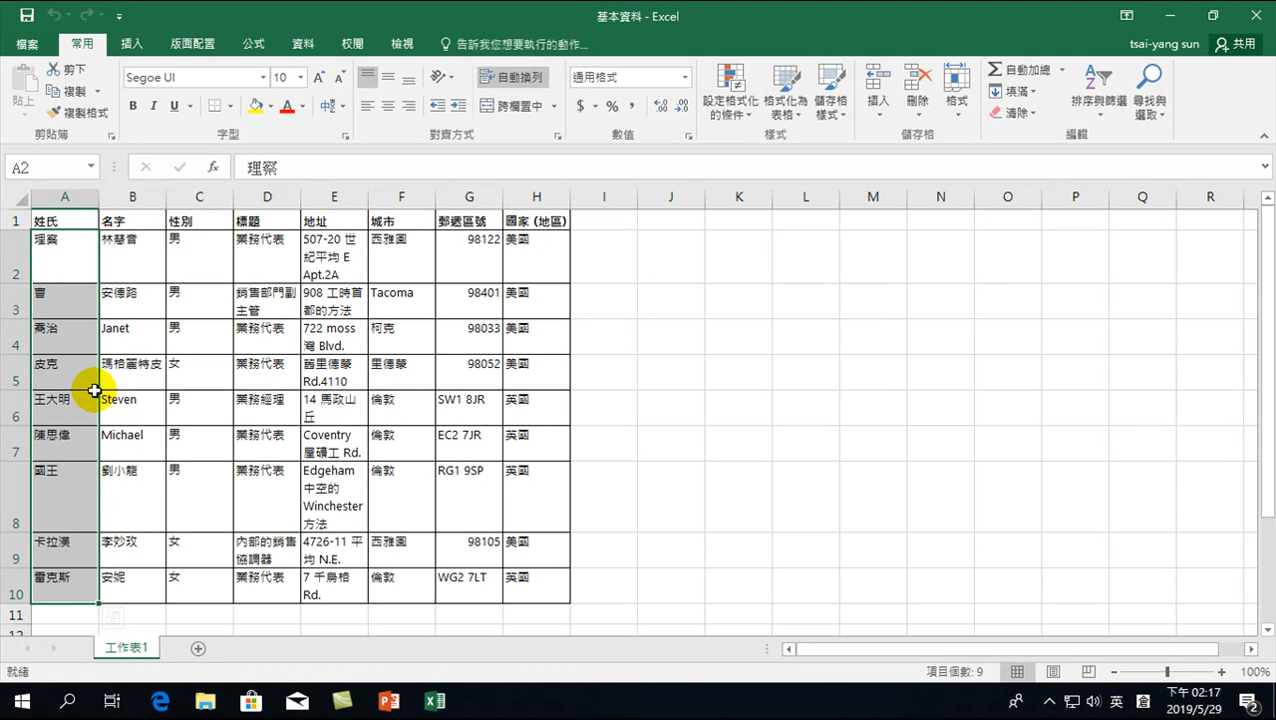 基本資料 - Excel
檔案 常用 插入 版面配置 公式 資料 校閱 檢視 告訴我您想要執行的動作... tsai-yang sun 共用
貼上 剪下 複製 複製格式 剪貼簿
Segoe UI 10 A A B I U A 中 字型
自動換列 跨欄置中 對齊方式
通用格式 $ % , 數值
設定格式化的條件 格式化為表格 儲存格樣式 樣式
插入 刪除 格式 儲存格
自動加總 填滿 清除 排序與篩選 尋找與選取 編輯
A2 fx 理察
A B C D E F G H I J K L M N O P Q R
1 姓氏 名字 性別 標題 地址 城市 郵遞區號 國家 (地區)
2 理察 林慧音 男 業務代表 507-20 世紀平均 E Apt.2A 西雅圖 98122 美國
3 曹 安德路 男 銷售部門副主管 908 工時首都的方法 Tacoma 98401 美國
4 喬治 Janet 男 業務代表 722 moss 灣 Blvd. 柯克 98033 美國
5 皮克 瑪格麗特皮 女 業務代表 舊里德蒙 Rd.4110 里德蒙 98052 美國
6 王大明 Steven 男 業務經理 14 馬政山丘 倫敦 SW1 8JR 英國
7 陳思偉 Michael 男 業務代表 Coventry 屋礦工 Rd. 倫敦 EC2 7JR 英國
8 國王 劉小龍 男 業務代表 Edgeham 中空的 Winchester 方法 倫敦 RG1 9SP 英國
9 卡拉漢 李妙玫 女 內部的銷售協調器 4726-11 平均 N.E. 西雅圖 98105 美國
10 雷克斯 安妮 女 業務代表 7 千鳥格 Rd. 倫敦 WG2 7LT 英國
11
12
工作表1
就緒 項目個數: 9 100%
英 下午 02:17
2019/5/29 2